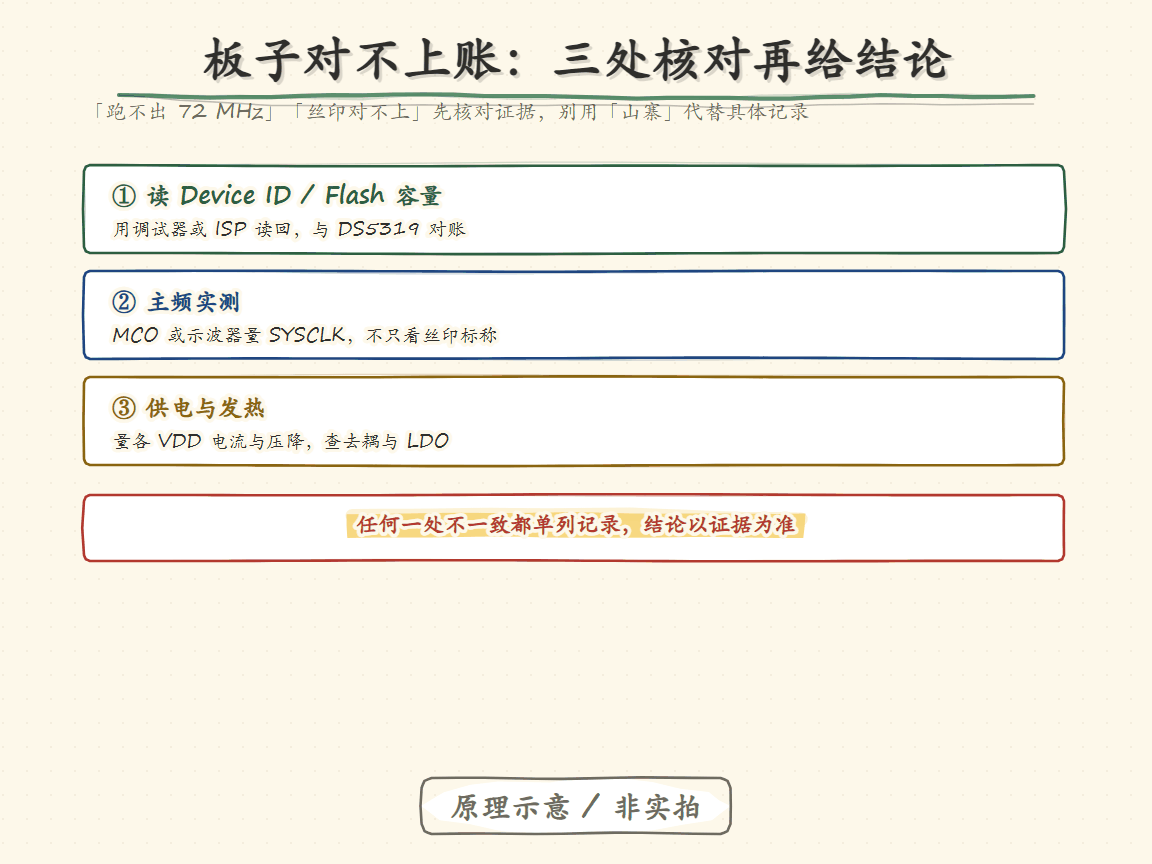 板子对不上账：三处核对再给结论
「跑不出 72 MHz」「丝印对不上」先核对证据，别用「山寨」代替具体记录
① 读 Device ID / Flash 容量
用调试器或 ISP 读回，与 DS5319 对账
② 主频实测
MCO 或示波器量 SYSCLK，不只看丝印标称
③ 供电与发热
量各 VDD 电流与压降，查去耦与 LDO
任何一处不一致都单列记录，结论以证据为准
原理示意 / 非实拍